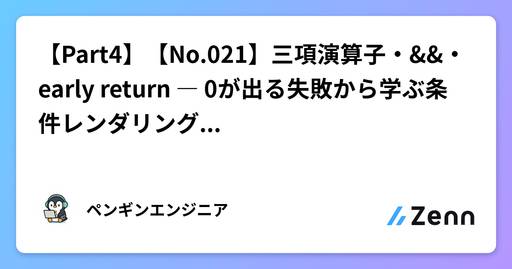 【Part4】【No.021】三項演算子・&&・
early return — 0が出る失敗から学ぶ条
件レンダリング...
ペンギンエンジニア
Zenn